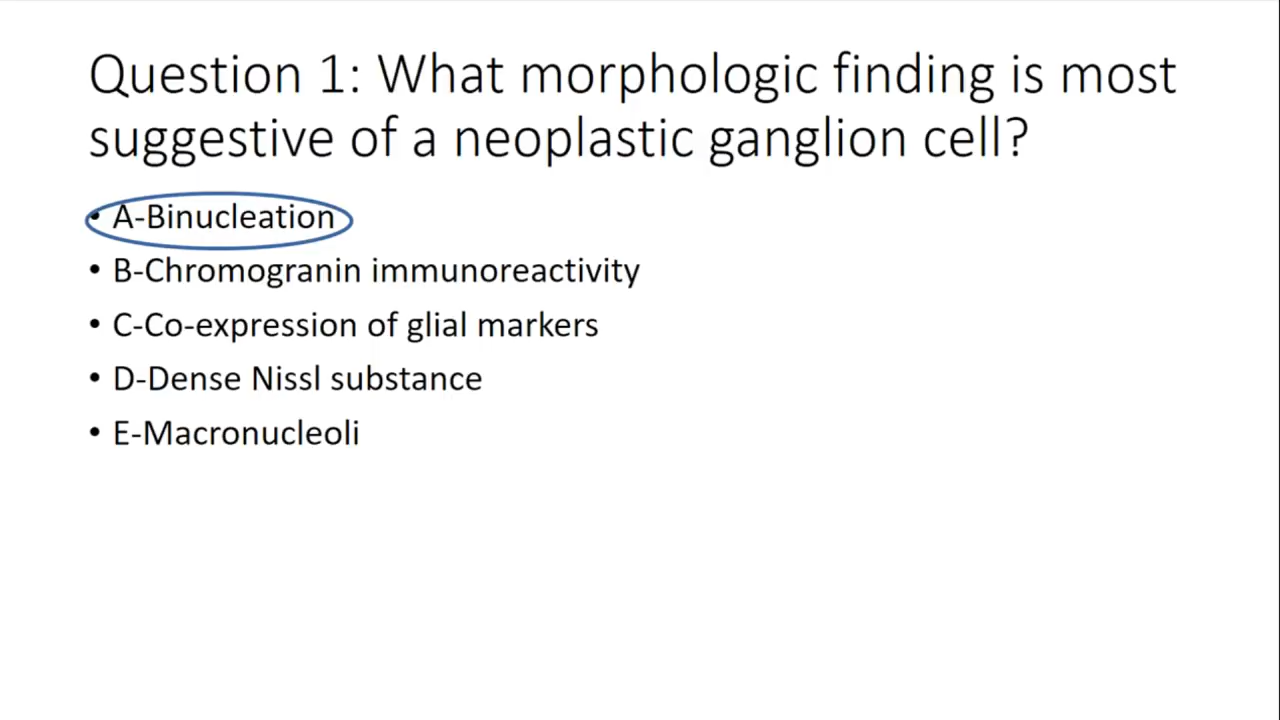 Question 1: What morphologic finding is most
suggestive of a neoplastic ganglion cell?
• A-Binucleation
• B-Chromogranin immunoreactivity
• C-Co-expression of glial markers
• D-Dense Nissl substance
• E-Macronucleoli